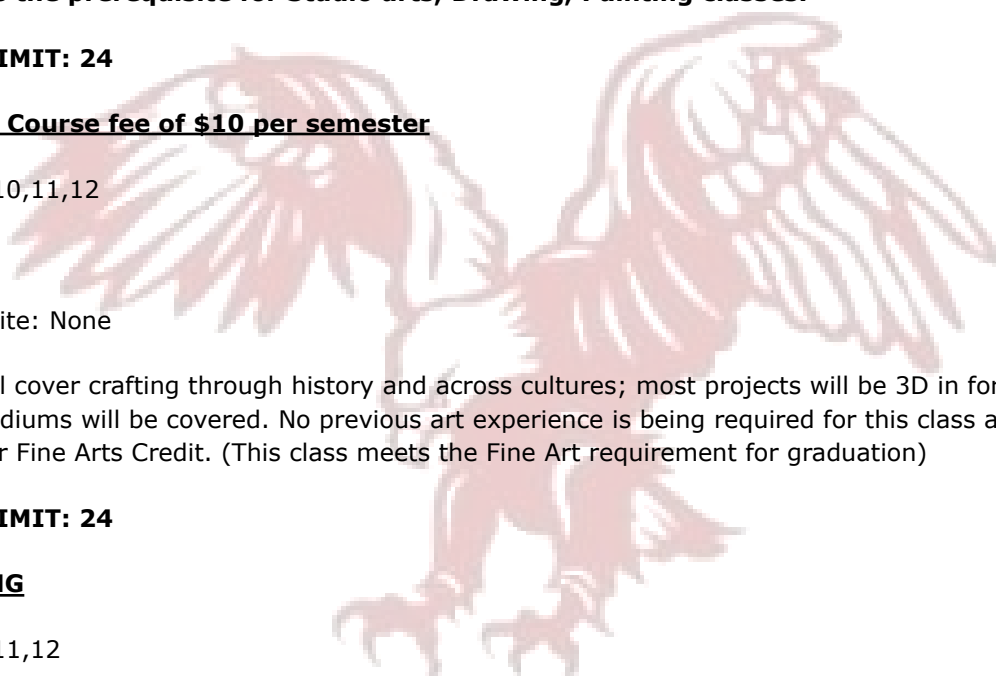 the prerequisite for Studio arts, Drawing, Painting classes.
IMIT: 24
Course fee of $10 per semester
10,11,12
ite: None
l cover crafting through history and across cultures; most projects will be 3D in for
diums will be covered. No previous art experience is being required for this class a
r Fine Arts Credit. (This class meets the Fine Art requirement for graduation)
IMIT: 24
NG
11,12